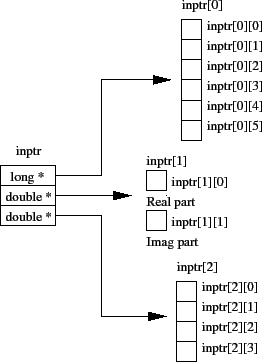 inptr[0]
inptr[0][0]
inptr[0][1]
inptr[0][2]
inptr[0][3]
inptr[0][4]
inptr[0][5]
inptr
long *
double *
double *
inptr[1]
inptr[1][0]
Real part
inptr[1][1]
Imag part
inptr[2]
inptr[2][0]
inptr[2][1]
inptr[2][2]
inptr[2][3]